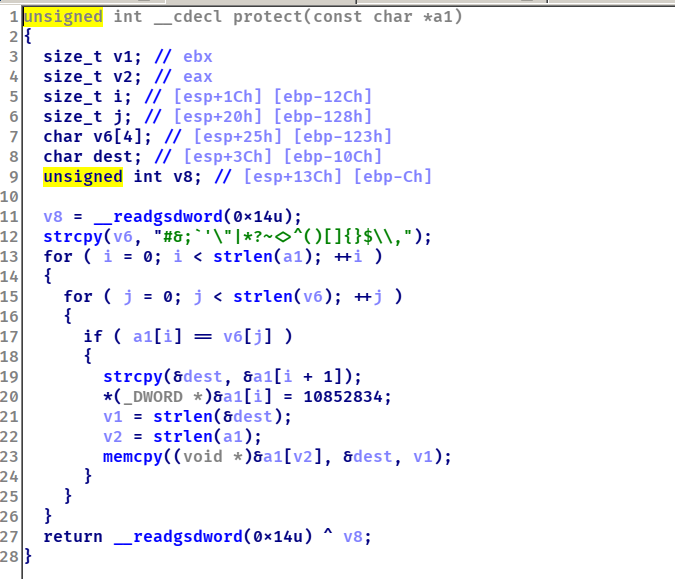 1 unsigned int __cdecl protect(const char *a1)
2 {
3 size_t v1; // ebx
4 size_t v2; // eax
5 size_t i; // [esp+1Ch] [ebp-12Ch]
6 size_t j; // [esp+20h] [ebp-128h]
7 char v6[4]; // [esp+25h] [ebp-123h]
8 char dest; // [esp+3Ch] [ebp-10Ch]
9 unsigned int v8; // [esp+13Ch] [ebp-Ch]
10
11 v8 = __readgsdword(0x14u);
12 strcpy(v6, "#&;`'\"|*?~<>^()[]{}$\\,");
13 for ( i = 0; i < strlen(a1); ++i )
14 {
15 for ( j = 0; j < strlen(v6); ++j )
16 {
17 if ( a1[i] == v6[j] )
18 {
19 strcpy(&dest, &a1[i + 1]);
20 *(_DWORD *)&a1[i] = 10852834;
21 v1 = strlen(&dest);
22 v2 = strlen(a1);
23 memcpy((void *)&a1[v2], &dest, v1);
24 }
25 }
26 }
27 return __readgsdword(0x14u) ^ v8;
28 }